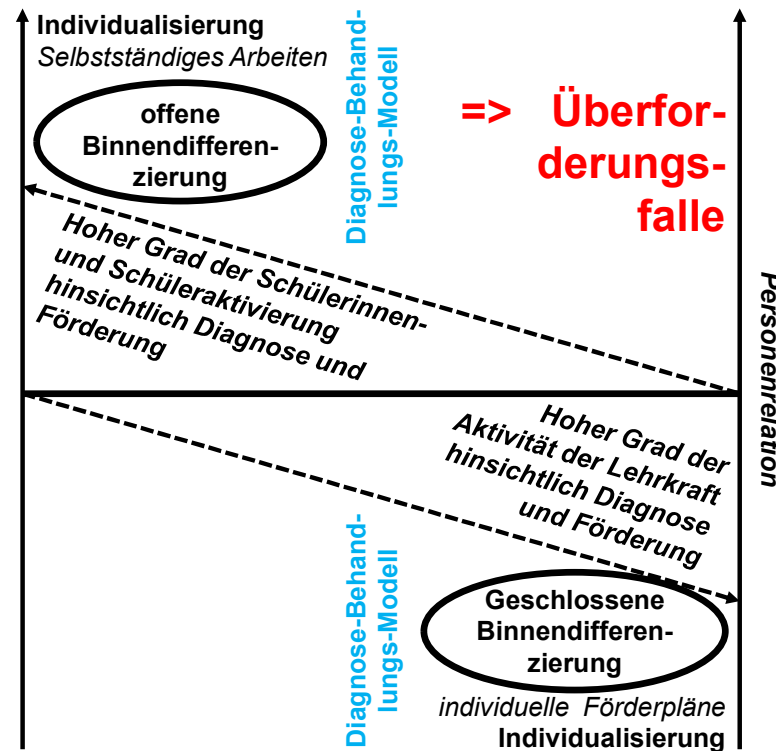 Individualisierung
Selbstständiges Arbeiten
offene
Binnendifferen-
zierung
Diagnose-Behand-
lungs-Modell
=> Überfor-
derungs-
falle
Hoher Grad der Schülerinnen-
und Schüleraktivierung
hinsichtlich Diagnose und
Förderung
Personenrelation
Hoher Grad der
Aktivität der Lehrkraft
hinsichtlich Diagnose
und Förderung
Diagnose-Behand-
lungs-Modell
Geschlossene
Binnendifferen-
zierung
individuelle Förderpläne
Individualisierung